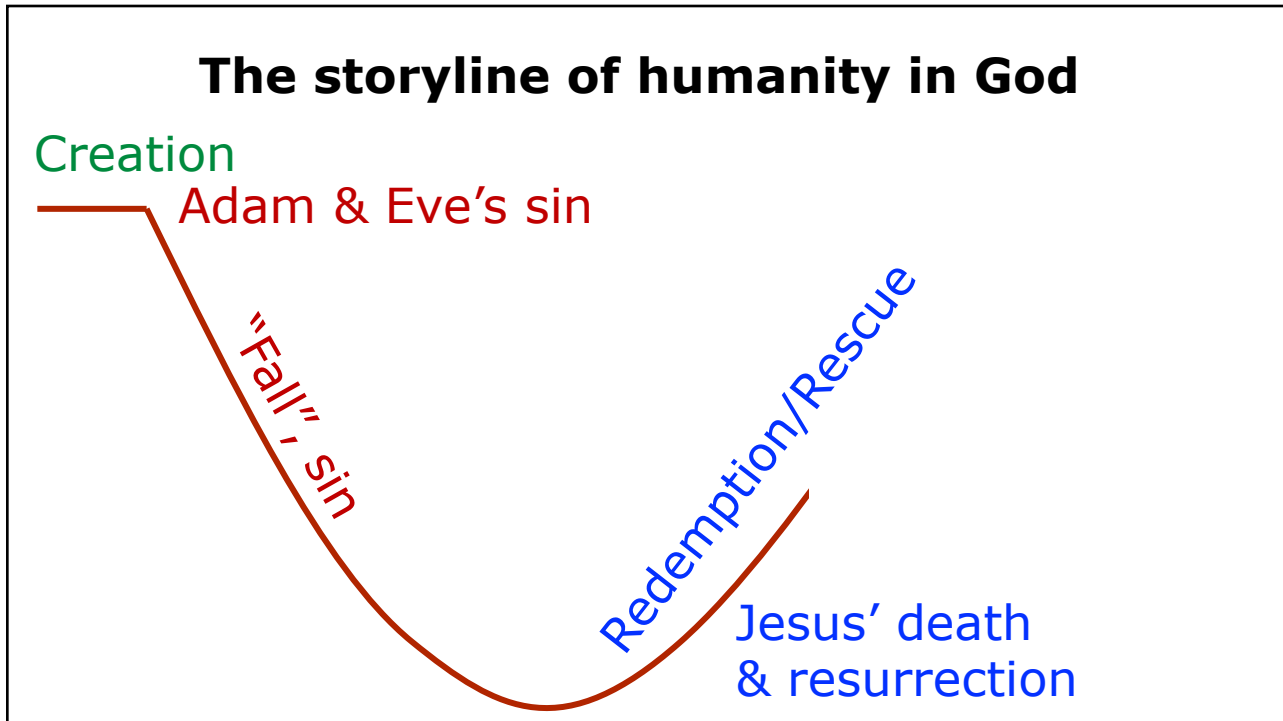 The storyline of humanity in God
Creation
Adam & Eve’s sin
“Fall”, sin
Redemption/Rescue
Jesus’ death
& resurrection